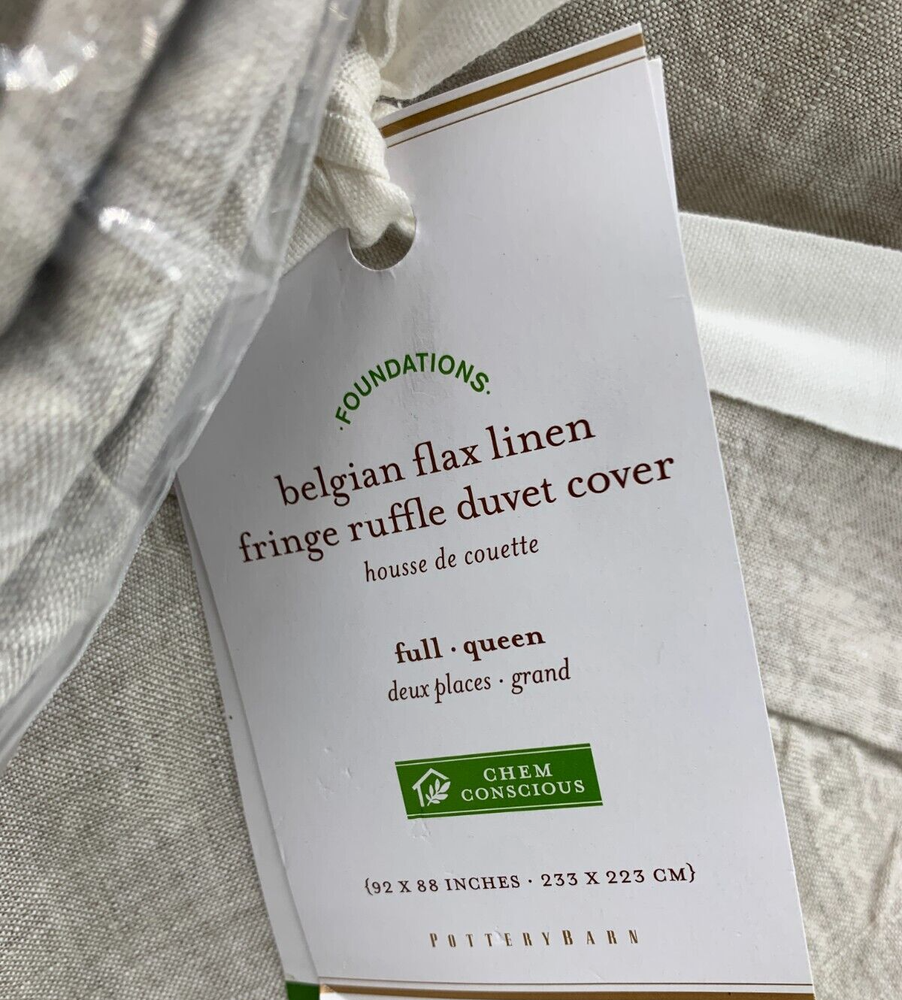 ·FOUNDATIONS·
belgian flax linen
fringe ruffle duvet cover
housse de couette
full · queen
deux places · grand
CHEM
CONSCIOUS
{92 X 88 INCHES · 233 X 223 CM}
POTTERYBARN